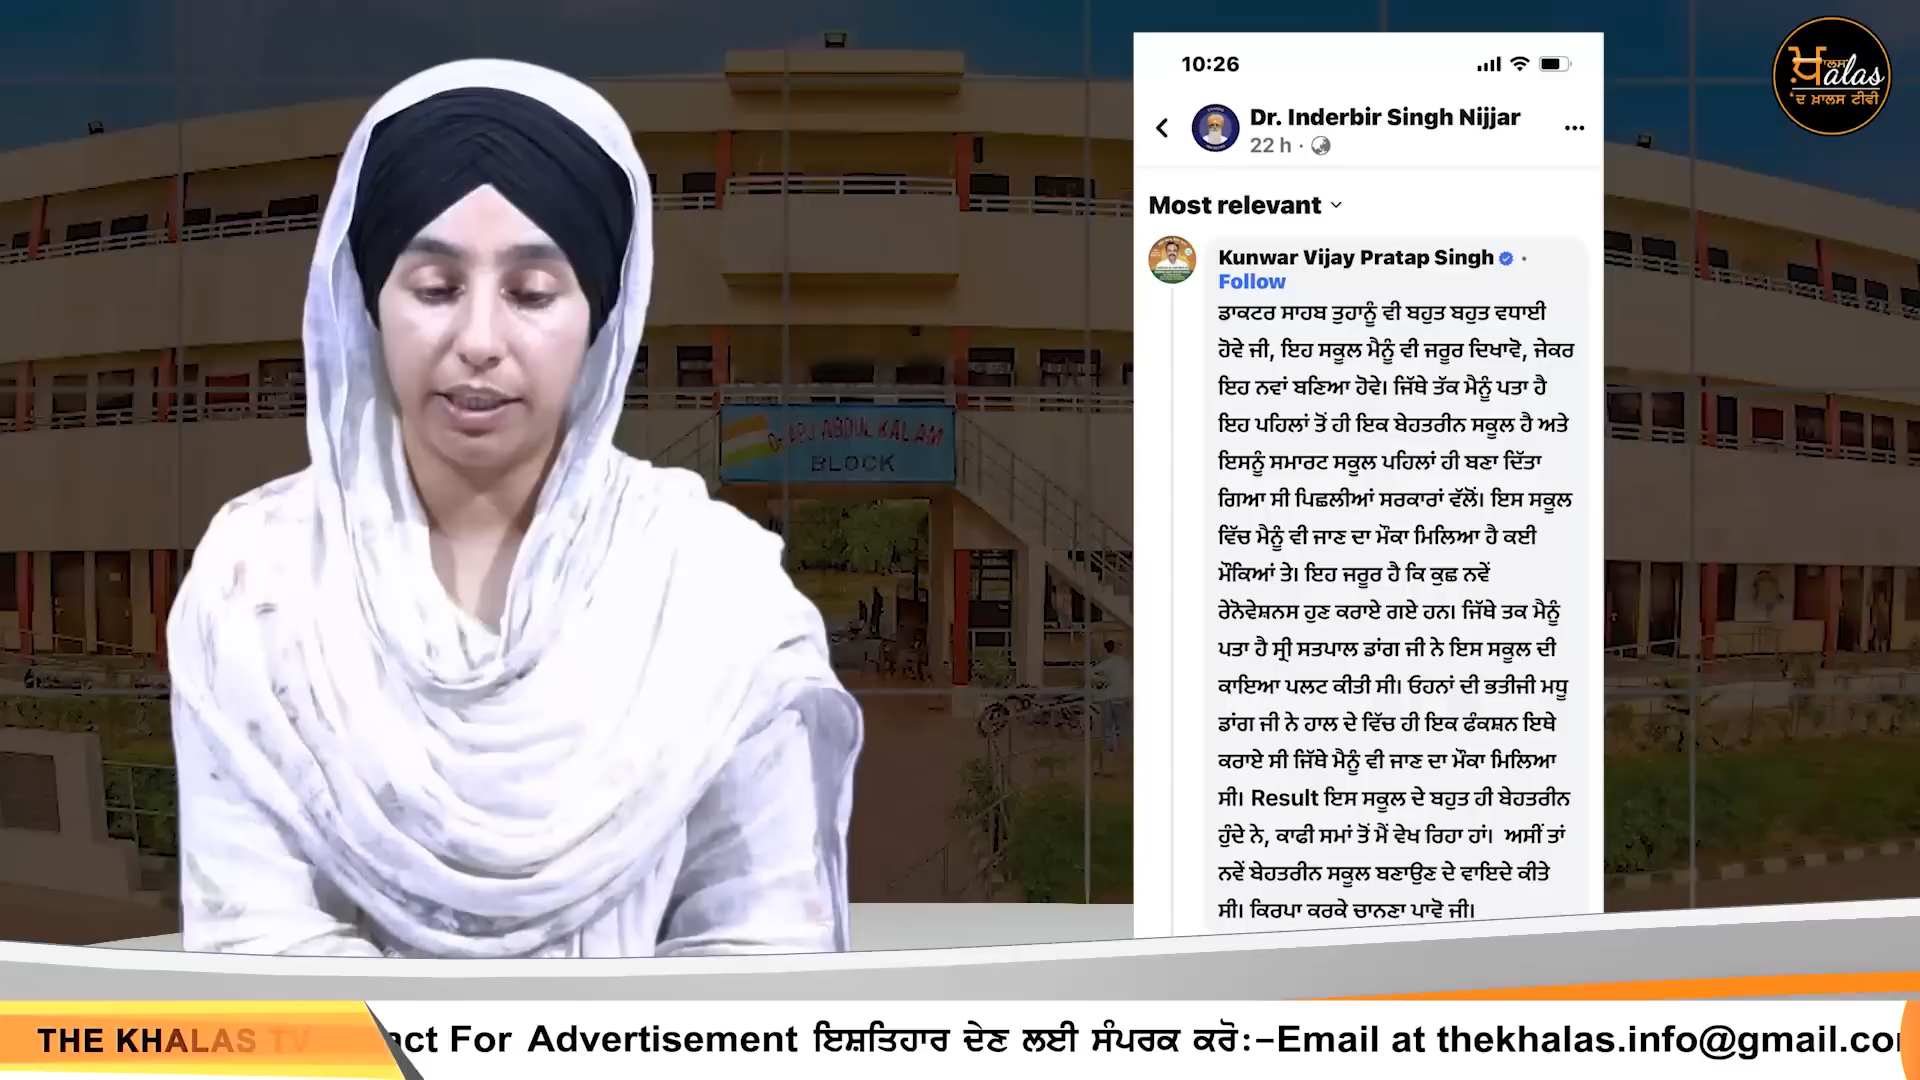 ਖ਼ਾਲਸ
Khalas
'ਦ ਖ਼ਾਲਸ ਟੀਵੀ
10:26
Dr. Inderbir Singh Nijjar
22 h ·
Most relevant
Kunwar Vijay Pratap Singh ·
Follow
ਡਾਕਟਰ ਸਾਹਬ ਤੁਹਾਨੂੰ ਵੀ ਬਹੁਤ ਬਹੁਤ ਵਧਾਈ
ਹੋਵੇ ਜੀ, ਇਹ ਸਕੂਲ ਮੈਨੂੰ ਵੀ ਜਰੂਰ ਦਿਖਾਵੋ, ਜੇਕਰ
ਇਹ ਨਵਾਂ ਬਣਿਆ ਹੋਵੇ। ਜਿੱਥੇ ਤੱਕ ਮੈਨੂੰ ਪਤਾ ਹੈ
ਇਹ ਪਹਿਲਾਂ ਤੋਂ ਹੀ ਇਕ ਬੇਹਤਰੀਨ ਸਕੂਲ ਹੈ ਅਤੇ
ਇਸਨੂੰ ਸਮਾਰਟ ਸਕੂਲ ਪਹਿਲਾਂ ਹੀ ਬਣਾ ਦਿੱਤਾ
ਗਿਆ ਸੀ ਪਿਛਲੀਆਂ ਸਰਕਾਰਾਂ ਵੱਲੋਂ। ਇਸ ਸਕੂਲ
ਵਿੱਚ ਮੈਨੂੰ ਵੀ ਜਾਣ ਦਾ ਮੌਕਾ ਮਿਲਿਆ ਹੈ ਕਈ
ਮੌਕਿਆਂ ਤੇ। ਇਹ ਜਰੂਰ ਹੈ ਕਿ ਕੁਛ ਨਵੇਂ
ਰੇਨੋਵੇਸ਼ਨਸ ਹੁਣ ਕਰਾਏ ਗਏ ਹਨ। ਜਿੱਥੇ ਤਕ ਮੈਨੂੰ
ਪਤਾ ਹੈ ਸ੍ਰੀ ਸਤਪਾਲ ਡਾਂਗ ਜੀ ਨੇ ਇਸ ਸਕੂਲ ਦੀ
ਕਾਇਆ ਪਲਟ ਕੀਤੀ ਸੀ। ਓਹਨਾਂ ਦੀ ਭਤੀਜੀ ਮਧੂ
ਡਾਂਗ ਜੀ ਨੇ ਹਾਲ ਦੇ ਵਿੱਚ ਹੀ ਇਕ ਫੰਕਸ਼ਨ ਇਥੇ
ਕਰਾਏ ਸੀ ਜਿੱਥੇ ਮੈਨੂੰ ਵੀ ਜਾਣ ਦਾ ਮੌਕਾ ਮਿਲਿਆ
ਸੀ। Result ਇਸ ਸਕੂਲ ਦੇ ਬਹੁਤ ਹੀ ਬੇਹਤਰੀਨ
ਹੁੰਦੇ ਨੇ, ਕਾਫੀ ਸਮਾਂ ਤੋਂ ਮੈਂ ਵੇਖ ਰਿਹਾ ਹਾਂ। ਅਸੀਂ ਤਾਂ
ਨਵੇਂ ਬੇਹਤਰੀਨ ਸਕੂਲ ਬਣਾਉਣ ਦੇ ਵਾਇਦੇ ਕੀਤੇ
ਸੀ। ਕਿਰਪਾ ਕਰਕੇ ਚਾਨਣਾ ਪਾਵੋ ਜੀ।
Dr APJ ABDUL KALAM
BLOCK
THE KHALAS TV
act For Advertisement ਇਸ਼ਤਿਹਾਰ ਦੇਣ ਲਈ ਸੰਪਰਕ ਕਰੋ:-Email at thekhalas.info@gmail.co